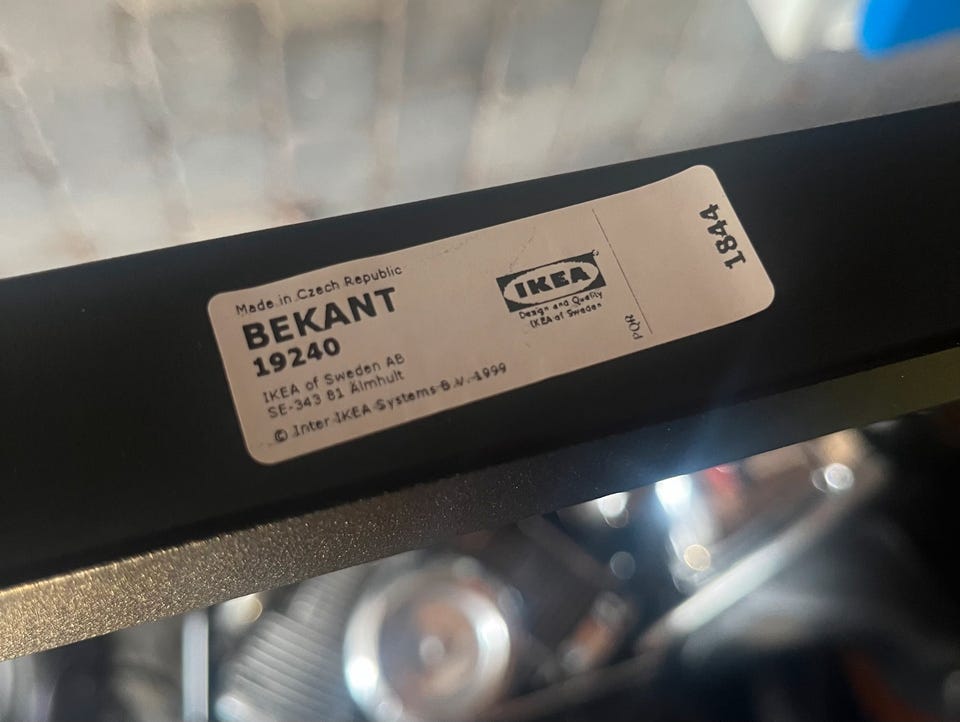 Made in Czech Republic
BEKANT
19240
IKEA of Sweden AB
SE-343 81 Älmhult
© Inter IKEA Systems B.V. 1999
IKEA
Design and Quality
IKEA of Sweden
PQR
1844